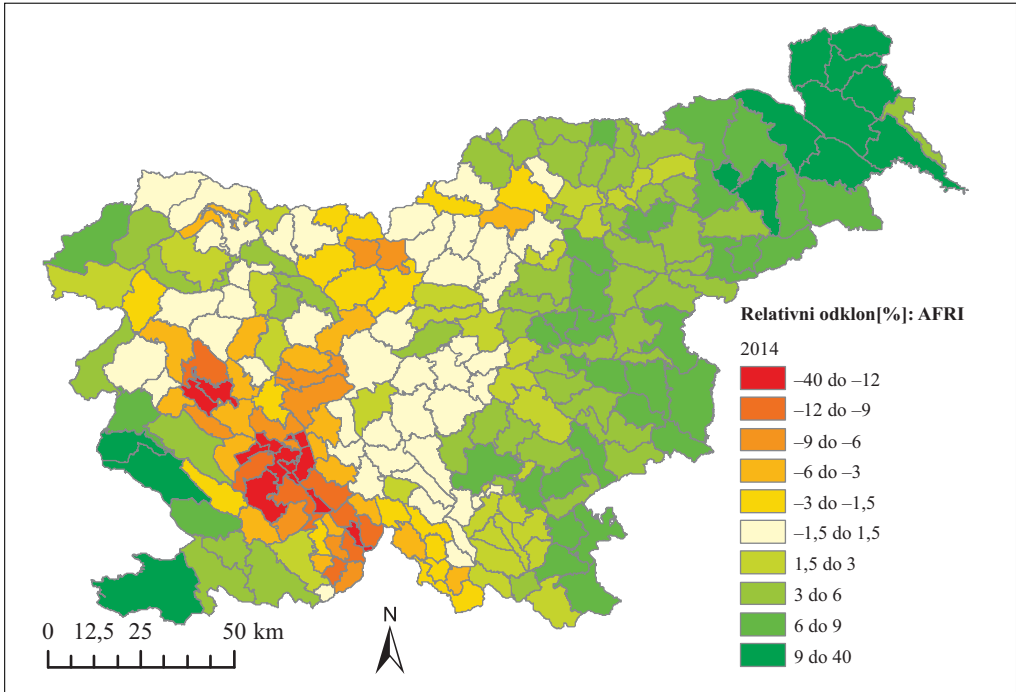 Relativni odklon[%]: AFRI
2014
–40 do –12
–12 do –9
–9 do –6
–6 do –3
–3 do –1,5
–1,5 do 1,5
1,5 do 3
3 do 6
6 do 9
9 do 40
N
0 12,5 25 50 km